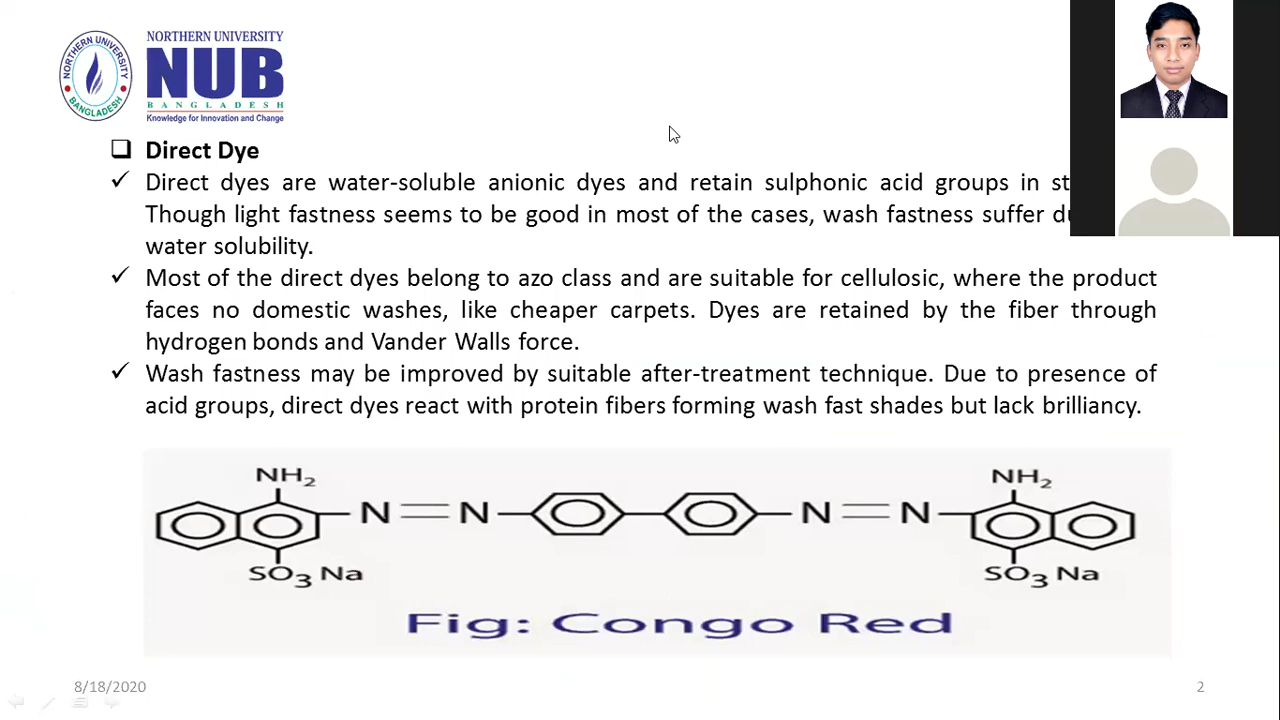 NORTHERN UNIVERSITY
NUB
BANGLADESH
Knowledge for Innovation and Change
NORTHERN UNIVERSITY
BANGLADESH
❑ Direct Dye
✓ Direct dyes are water-soluble anionic dyes and retain sulphonic acid groups in
Though light fastness seems to be good in most of the cases, wash fastness suffer
water solubility.
✓ Most of the direct dyes belong to azo class and are suitable for cellulosic, where the product
faces no domestic washes, like cheaper carpets. Dyes are retained by the fiber through
hydrogen bonds and Vander Walls force.
✓ Wash fastness may be improved by suitable after-treatment technique. Due to presence of
acid groups, direct dyes react with protein fibers forming wash fast shades but lack brilliancy.
NH2 NH2
N N N N
SO3 Na SO3 Na
Fig: Congo Red
8/18/2020 2